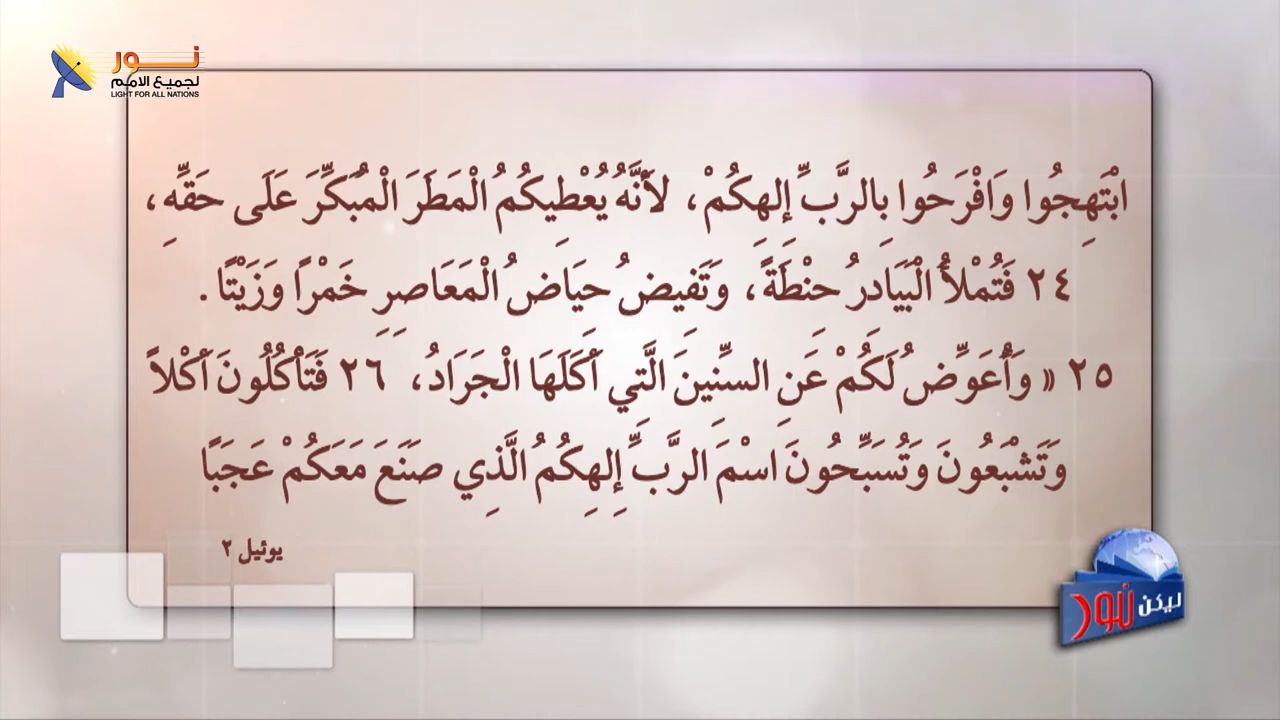 نور
لجميع الامم
LIGHT FOR ALL NATIONS
ابْتَهِجُوا وَافْرَحُوا بِالرَّبِّ إِلهِكُمْ، لأَنَّهُ يُعْطِيكُمُ الْمَطَرَ الْمُبَكِّرَ عَلَى حَقِّهِ،
٢٤ فَتُمْلأُ الْبَيَادِرُ حِنْطَةً، وَتَفِيضُ حِيَاضُ الْمَعَاصِرِ خَمْرًا وَزَيْتًا .
٢٥ « وَأُعَوِّضُ لَكُمْ عَنِ السِّنِينَ الَّتِي أَكَلَهَا الْجَرَادُ، ٢٦ فَتَأْكُلُونَ أَكْلاً
وَتَشْبَعُونَ وَتُسَبِّحُونَ اسْمَ الرَّبِّ إِلهِكُمُ الَّذِي صَنَعَ مَعَكُمْ عَجَبًا
يوئيل ٢
ليكن نور